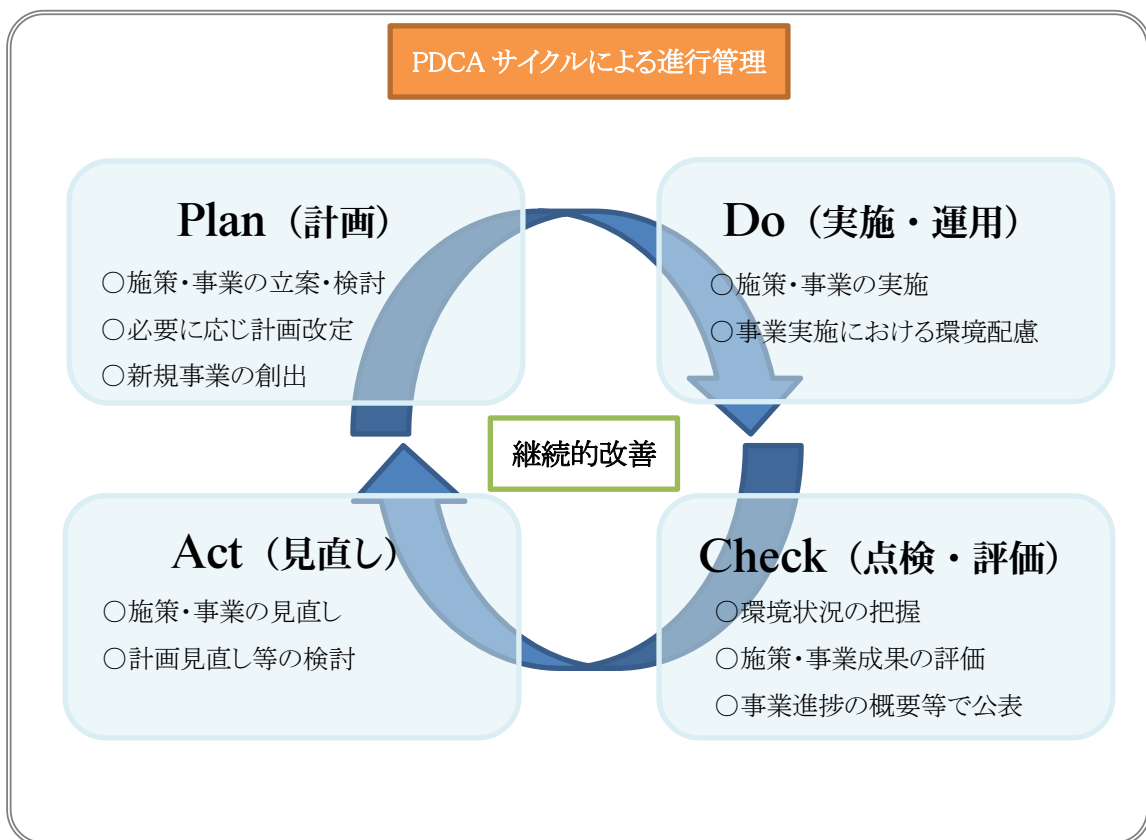 PDCA サイクルによる進行管理
Plan（計画）
○施策・事業の立案・検討
○必要に応じ計画改定
○新規事業の創出
Do（実施・運用）
○施策・事業の実施
○事業実施における環境配慮
継続的改善
Act（見直し）
○施策・事業の見直し
○計画見直し等の検討
Check（点検・評価）
○環境状況の把握
○施策・事業成果の評価
○事業進捗の概要等で公表